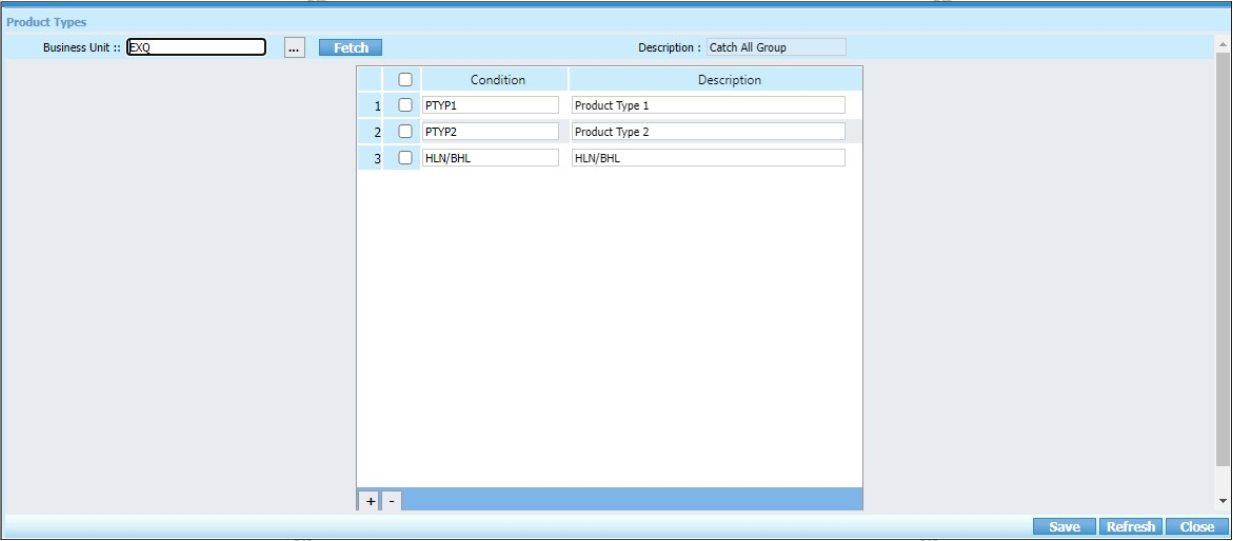 Product Types
Business Unit :: EXQ ... Fetch Description : Catch All Group
Condition Description
1 PTYP1 Product Type 1
2 PTYP2 Product Type 2
3 HLN/BHL HLN/BHL
+ -
Save Refresh Close